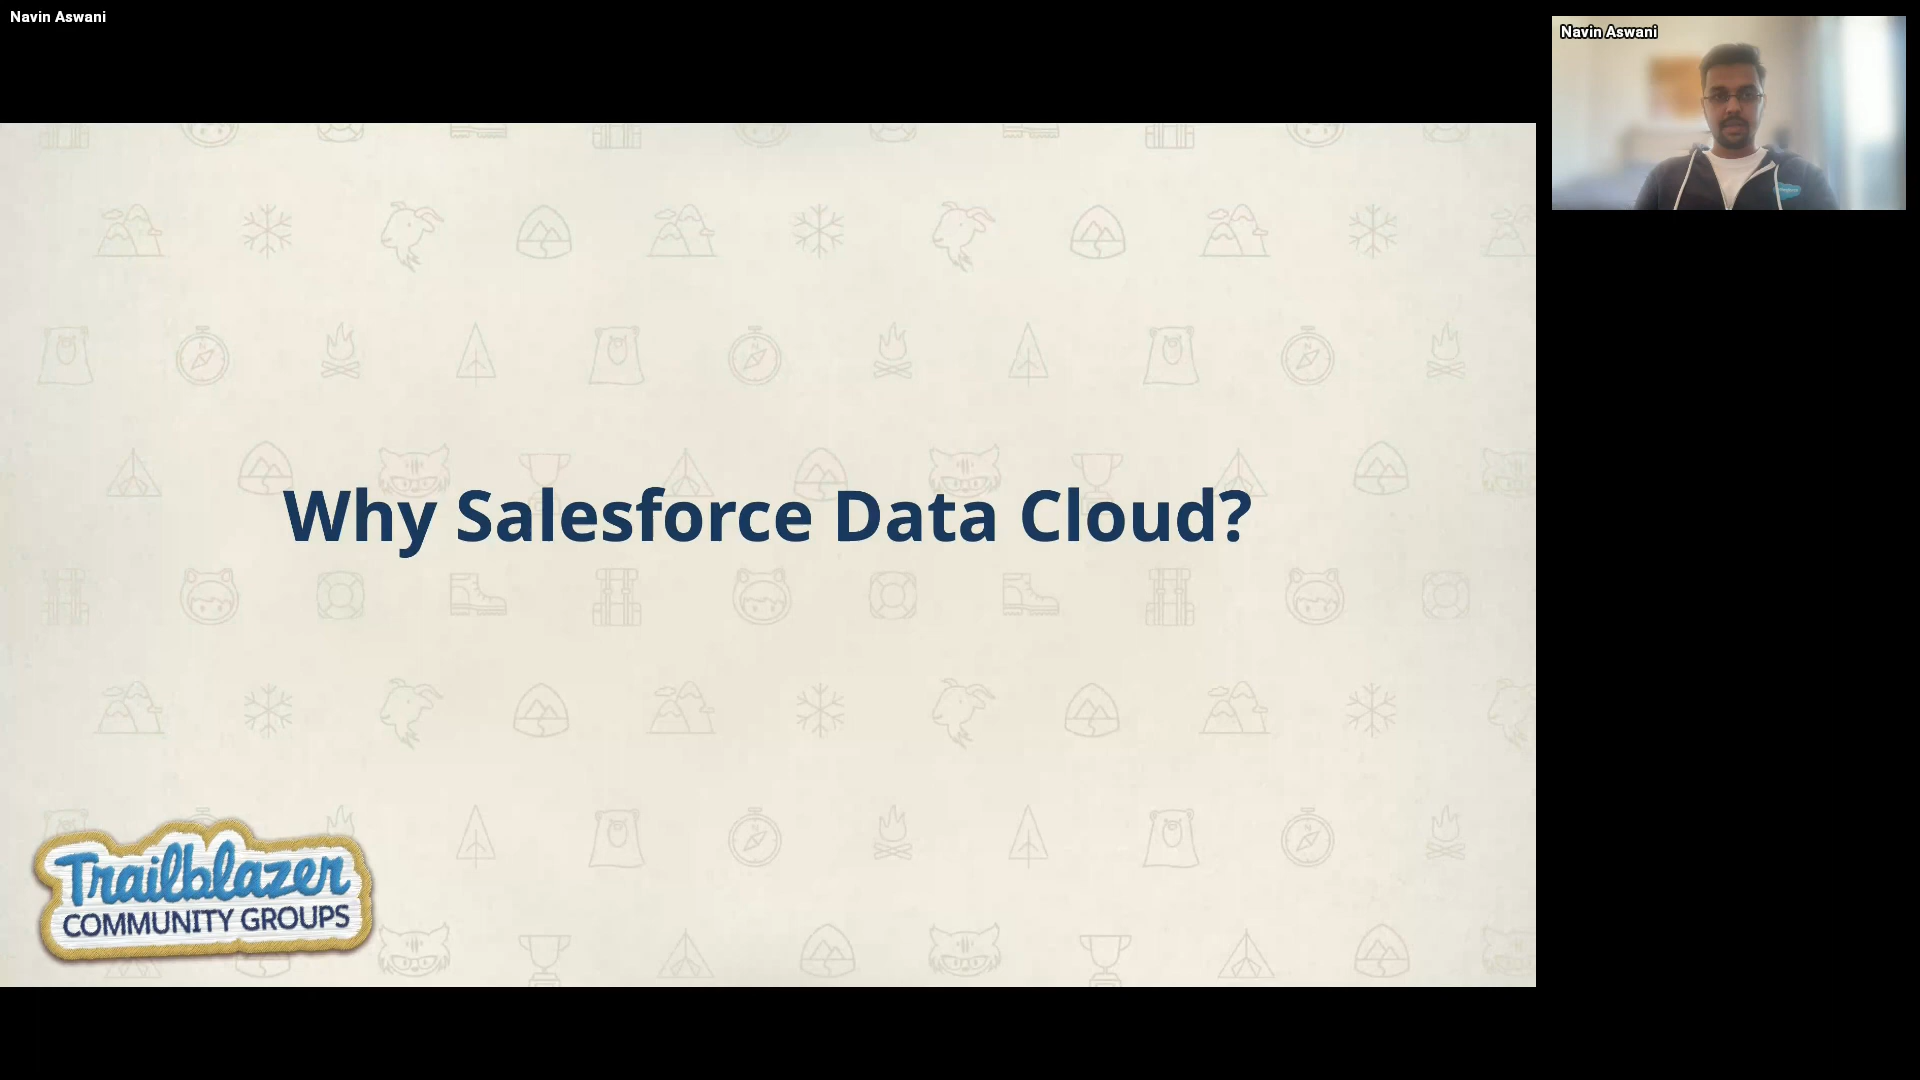 Navin Aswani
Navin Aswani
Why Salesforce Data Cloud?
Trailblazer
COMMUNITY GROUPS